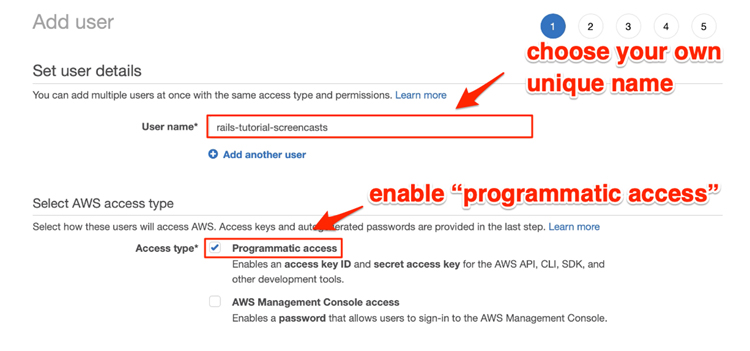 Add user
1 2 3 4 5
choose your own
unique name
Set user details
You can add multiple users at once with the same access type and permissions. Learn more
User name* rails-tutorial-screencasts
Add another user
enable “programmatic access”
Select AWS access type
Select how these users will access AWS. Access keys and autogenerated passwords are provided in the last step. Learn more
Access type* Programmatic access
Enables an access key ID and secret access key for the AWS API, CLI, SDK, and
other development tools.
AWS Management Console access
Enables a password that allows users to sign-in to the AWS Management Console.